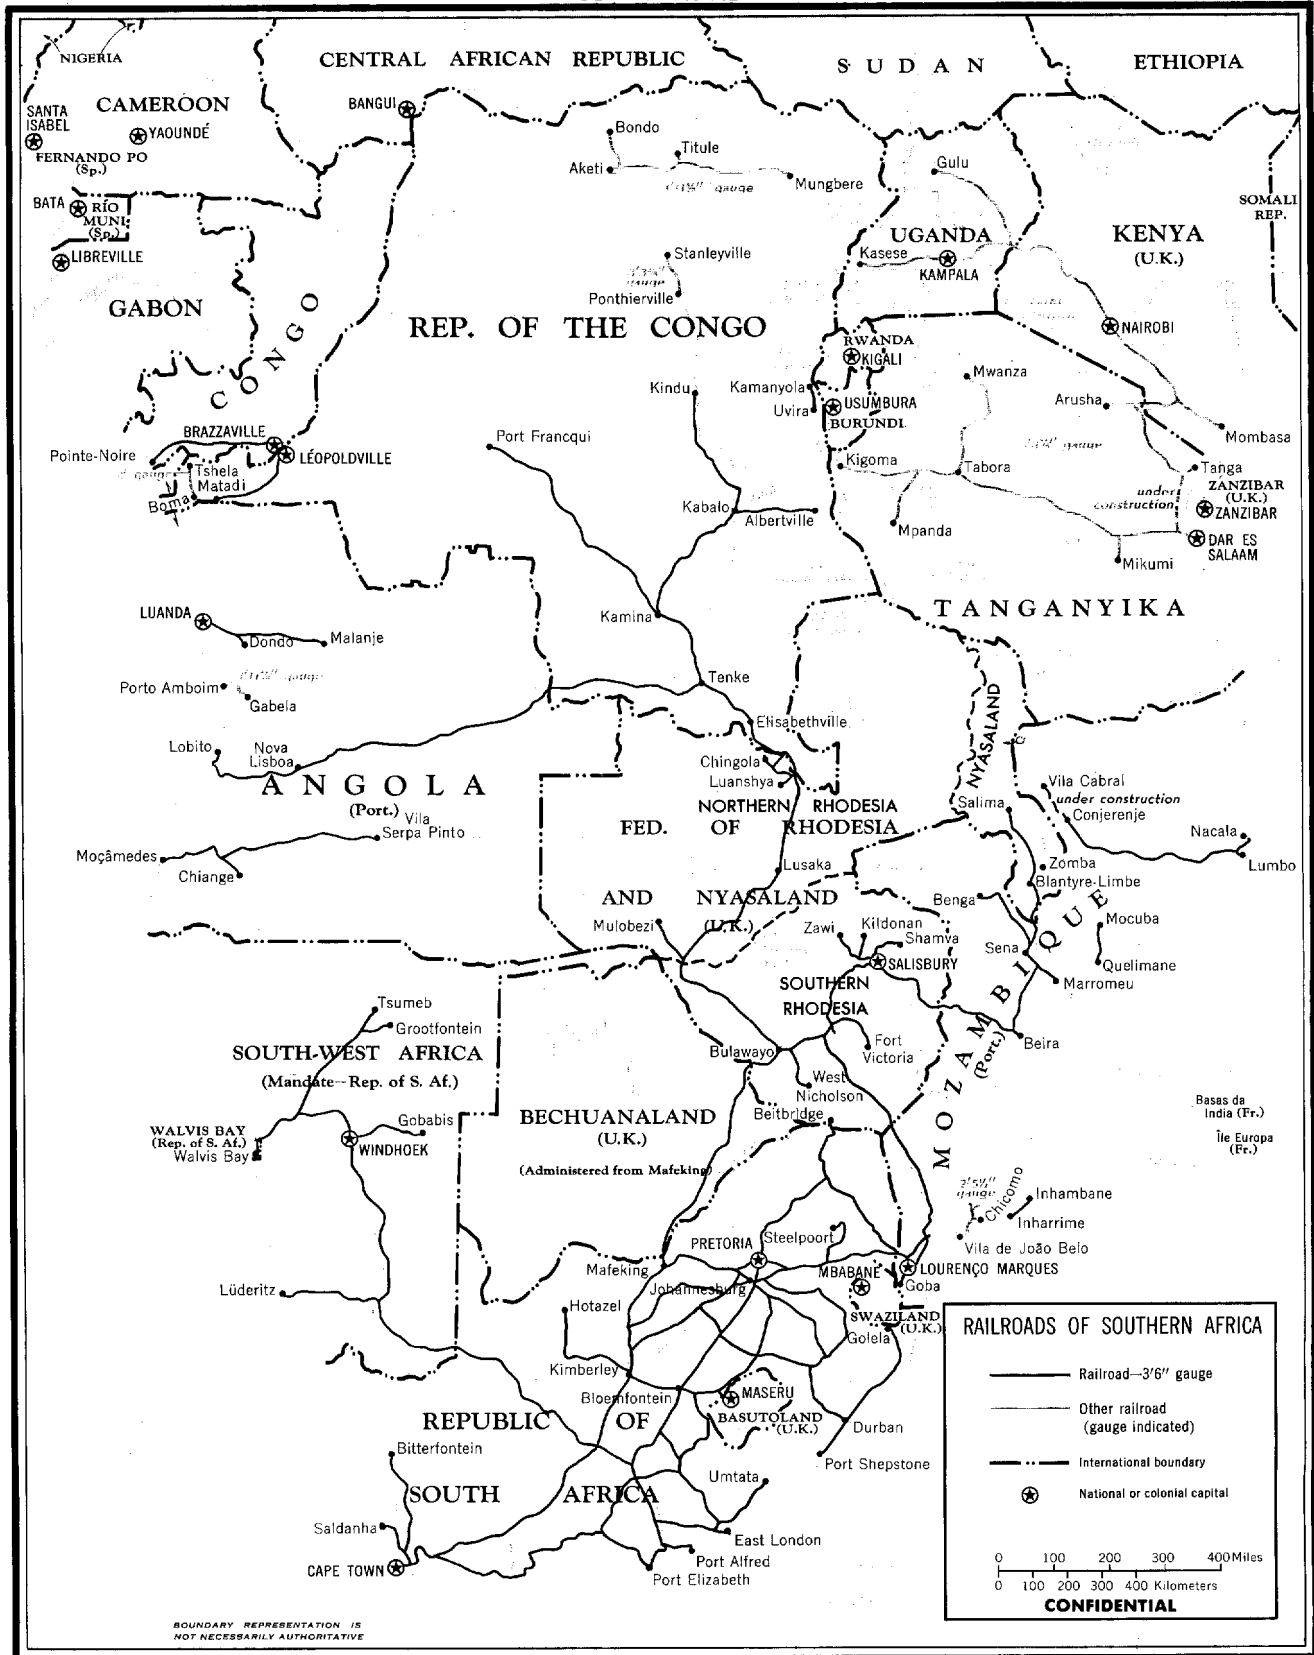 NIGERIA
CENTRAL AFRICAN REPUBLIC
SUDAN
ETHIOPIA
CAMEROON
BANGUI
SANTA
ISABEL
YAOUNDÉ
FERNANDO PO
(Sp.)
Bondo
Titule
Aketi
Mungbere
gauge
Gulu
BATA
RÍO
MUNI
(Sp.)
LIBREVILLE
SOMALI
REP.
UGANDA
KENYA
(U.K.)
Kasese
KAMPALA
Stanleyville
gauge
Ponthierville
GABON
CONGO
REP. OF THE CONGO
NAIROBI
RWANDA
KIGALI
Mwanza
Kindu
Kamanyola
Uvira
USUMBURA
BURUNDI
Arusha
Mombasa
gauge
BRAZZAVILLE
Port Francqui
Pointe-Noire
LÉOPOLDVILLE
gauge
Tshela
Matadi
Boma
Kigoma
Tabora
Tanga
ZANZIBAR
(U.K.)
ZANZIBAR
under
construction
Kabalo
Albertville
Mpanda
DAR ES
SALAAM
Mikumi
LUANDA
Dondo
Malanje
Kamina
TANGANYIKA
Porto Amboim
gauge
Gabela
Tenke
Elisabethville
NYASALAND
Lobito
Nova
Lisboa
Chingola
Luanshya
ANGOLA
(Port.)
Vila
Serpa Pinto
NORTHERN RHODESIA
FED. OF RHODESIA
Salima
Vila Cabral
under construction
Conjerenje
Nacala
Lumbo
Moçâmedes
Chiange
Lusaka
Zomba
Blantyre-Limbe
AND NYASALAND
(U.K.)
Mulobezi
Benga
Mocuba
Zawi
Kildonan
Shamva
SALISBURY
Sena
Quelimane
Marromeu
MOZAMBIQUE
(Port.)
SOUTHERN
RHODESIA
Tsumeb
Grootfontein
SOUTH-WEST AFRICA
(Mandate—Rep. of S. Af.)
Bulawayo
Fort
Victoria
Beira
West
Nicholson
Beitbridge
BECHUANALAND
(U.K.)
(Administered from Mafeking)
Gobabis
WALVIS BAY
(Rep. of S. Af.)
Walvis Bay
WINDHOEK
Basas da
India (Fr.)
Île Europa
(Fr.)
gauge
Chicomo
Inhambane
Inharrime
Vila de João Belo
PRETORIA
Steelpoort
Mafeking
Johannesburg
MBABANE
LOURENÇO MARQUES
Goba
Lüderitz
Hotazel
SWAZILAND
(U.K.)
Golela
Kimberley
Bloemfontein
MASERU
BASUTOLAND
(U.K.)
REPUBLIC OF
SOUTH AFRICA
Durban
Port Shepstone
Bitterfontein
Umtata
Saldanha
CAPE TOWN
East London
Port Alfred
Port Elizabeth
RAILROADS OF SOUTHERN AFRICA
Railroad—3'6" gauge
Other railroad
(gauge indicated)
International boundary
National or colonial capital
0 100 200 300 400 Miles
0 100 200 300 400 Kilometers
CONFIDENTIAL
BOUNDARY REPRESENTATION IS
NOT NECESSARILY AUTHORITATIVE